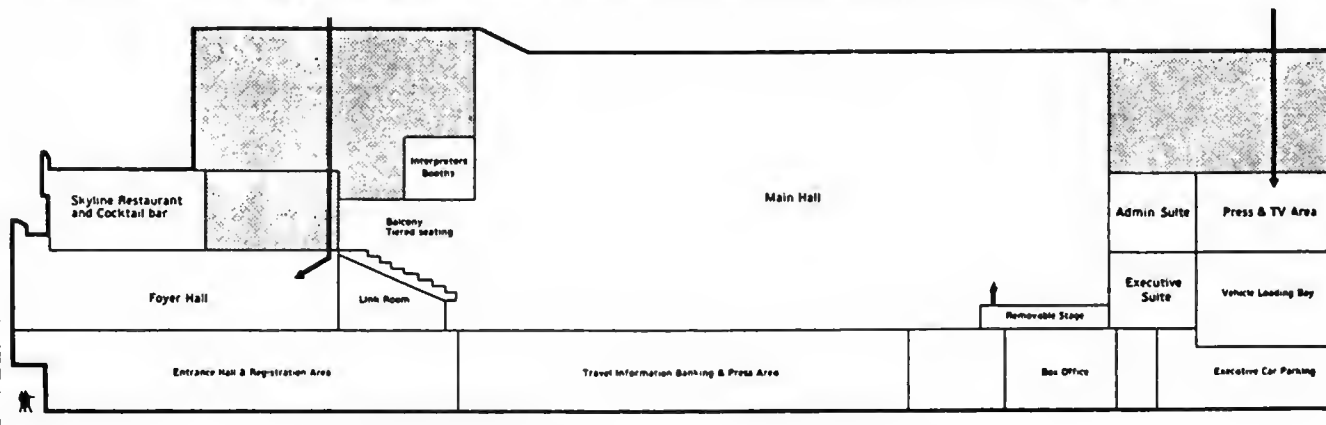 Interpreters
Booths
Skyline Restaurant
and Cocktail bar
Main Hall
Admin Suite
Press & TV Area
Balcony
Tiered seating
Foyer Hall
Link Room
Executive
Suite
Vehicle Loading Bay
Removable Stage
Entrance Hall & Registration Area
Travel Information Banking & Press Area
Box Office
Executive Car Parking